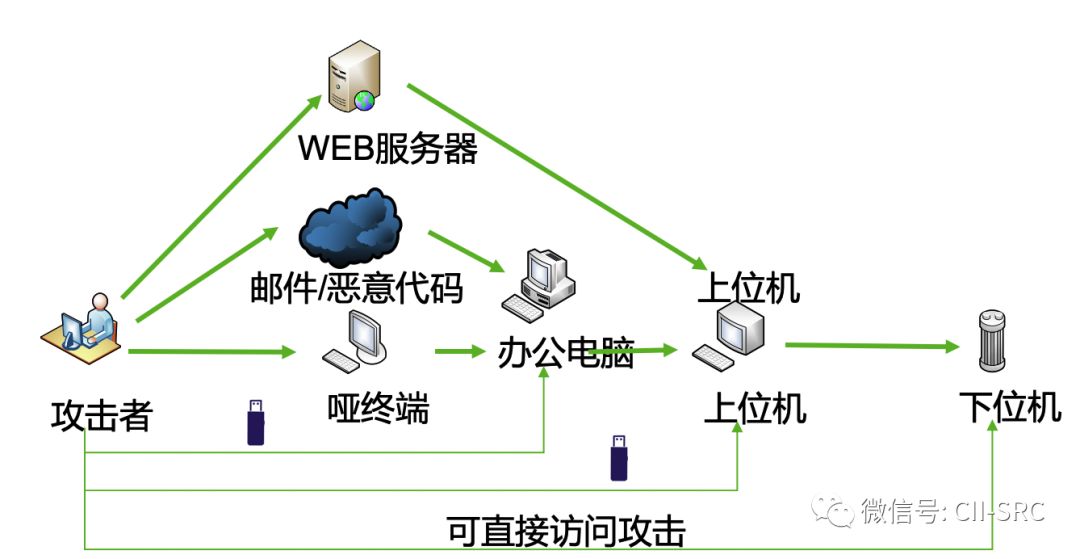 WEB服务器
邮件/恶意代码
上位机
办公电脑
攻击者
哑终端
上位机
下位机
可直接访问攻击
微信号: CII-SRC